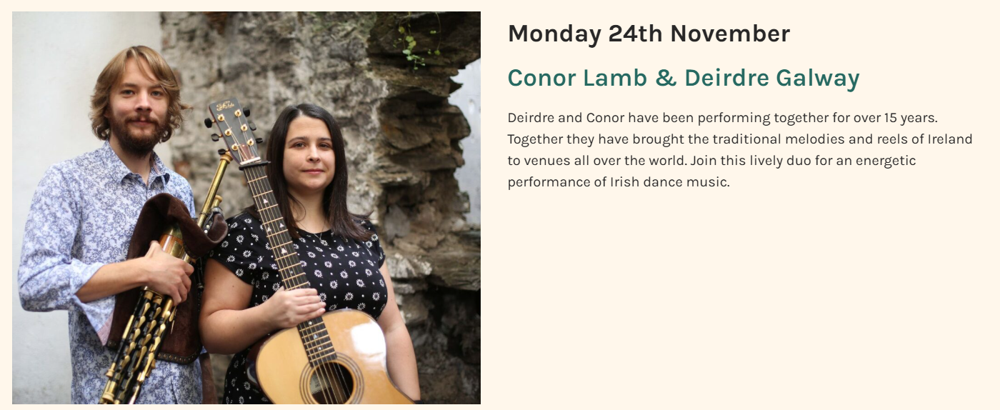 Monday 24th November
Conor Lamb & Deirdre Galway
Deirdre and Conor have been performing together for over 15 years.
Together they have brought the traditional melodies and reels of Ireland
to venues all over the world. Join this lively duo for an energetic
performance of Irish dance music.